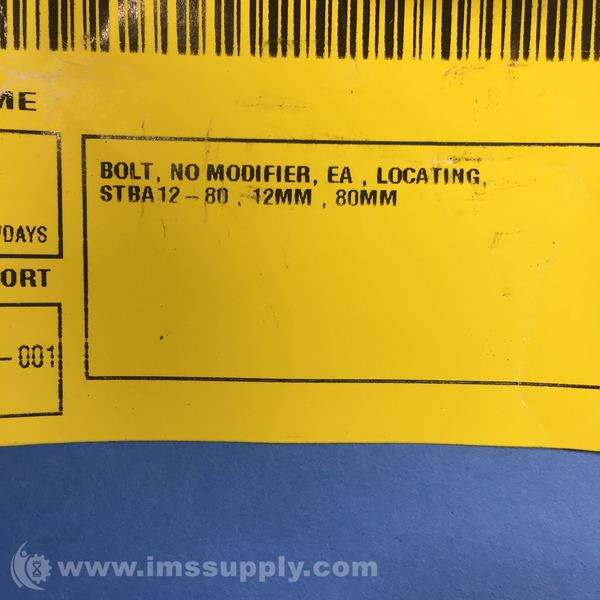 ME
BOLT, NO MODIFIER, EA , LOCATING,
STBA12-80 , 12MM , 80MM
/DAYS
ORT
-001
www.imssupply.com